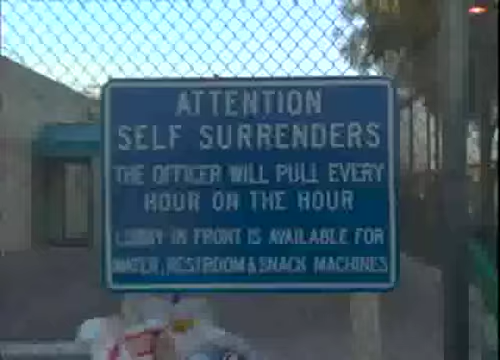 ATTENTION
SELF SURRENDERS
THE OFFICER WILL PULL EVERY
HOUR ON THE HOUR
LOBBY IN FRONT IS AVAILABLE FOR
WATER, RESTROOM & SNACK MACHINES